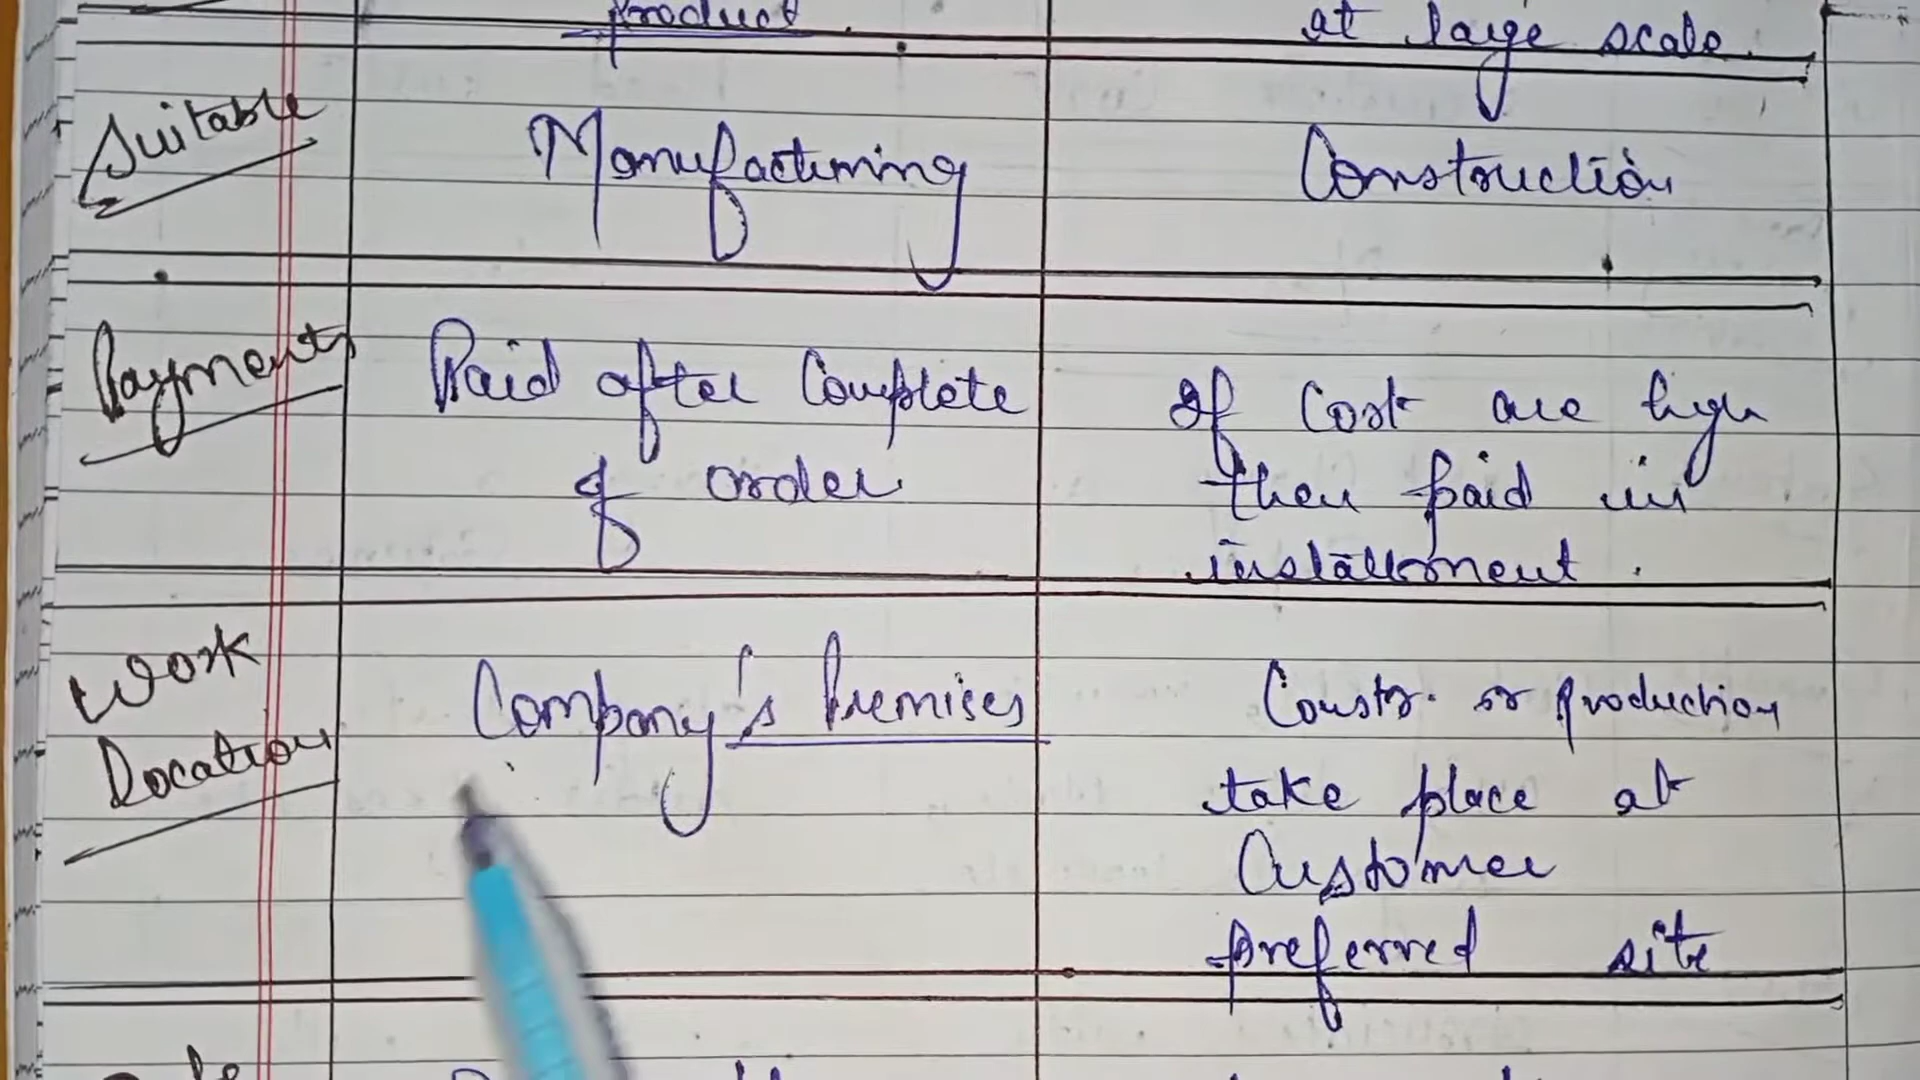 product.
at large scale.
Suitable
Manufacturing
Construction
Payments
Paid after Complete
of order
If Cost are high
then paid in
installment.
Work
Location
Company's Premises
Constr. or production
take place at
Customer
preferred site